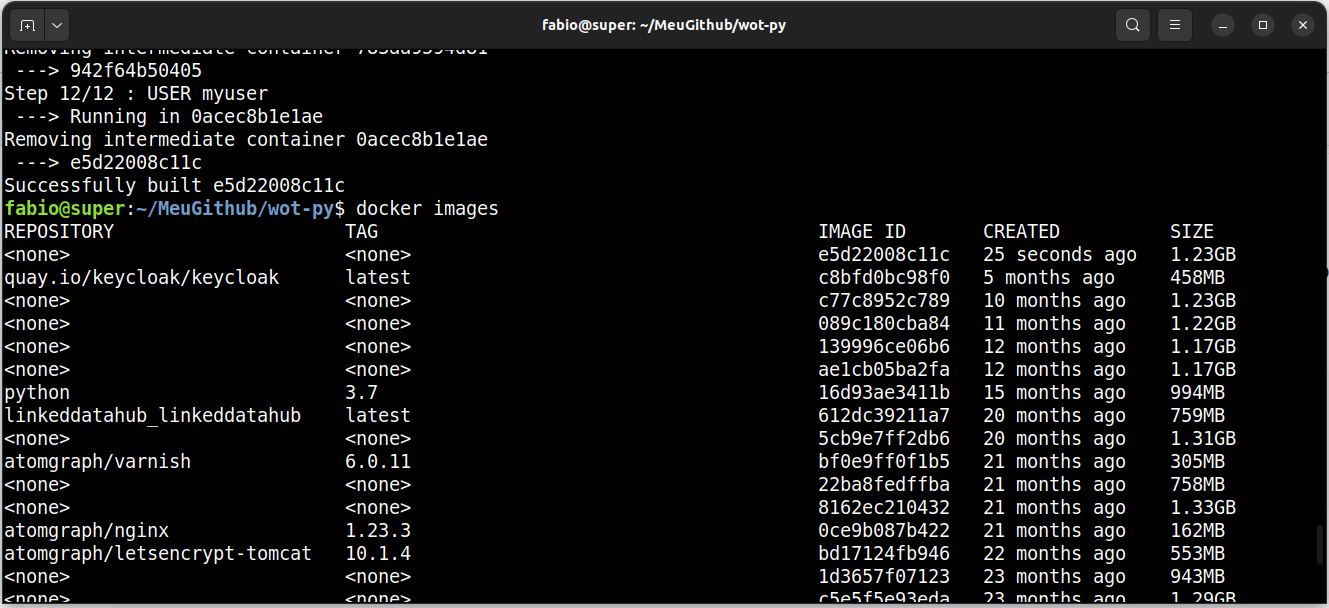 fabio@super: ~/MeuGithub/wot-py
Removing intermediate container 783aa9594d81
 ---> 942f64b50405
Step 12/12 : USER myuser
 ---> Running in 0acec8b1e1ae
Removing intermediate container 0acec8b1e1ae
 ---> e5d22008c11c
Successfully built e5d22008c11c
fabio@super:~/MeuGithub/wot-py$ docker images
REPOSITORY TAG IMAGE ID CREATED SIZE
<none> <none> e5d22008c11c 25 seconds ago 1.23GB
quay.io/keycloak/keycloak latest c8bfd0bc98f0 5 months ago 458MB
<none> <none> c77c8952c789 10 months ago 1.23GB
<none> <none> 089c180cba84 11 months ago 1.22GB
<none> <none> 139996ce06b6 12 months ago 1.17GB
<none> <none> ae1cb05ba2fa 12 months ago 1.17GB
python 3.7 16d93ae3411b 15 months ago 994MB
linkeddatahub_linkeddatahub latest 612dc39211a7 20 months ago 759MB
<none> <none> 5cb9e7ff2db6 20 months ago 1.31GB
atomgraph/varnish 6.0.11 bf0e9ff0f1b5 21 months ago 305MB
<none> <none> 22ba8fedffba 21 months ago 758MB
<none> <none> 8162ec210432 21 months ago 1.33GB
atomgraph/nginx 1.23.3 0ce9b087b422 21 months ago 162MB
atomgraph/letsencrypt-tomcat 10.1.4 bd17124fb946 22 months ago 553MB
<none> <none> 1d3657f07123 23 months ago 943MB
<none> <none> c5e5f5e93eda 23 months ago 1.29GB